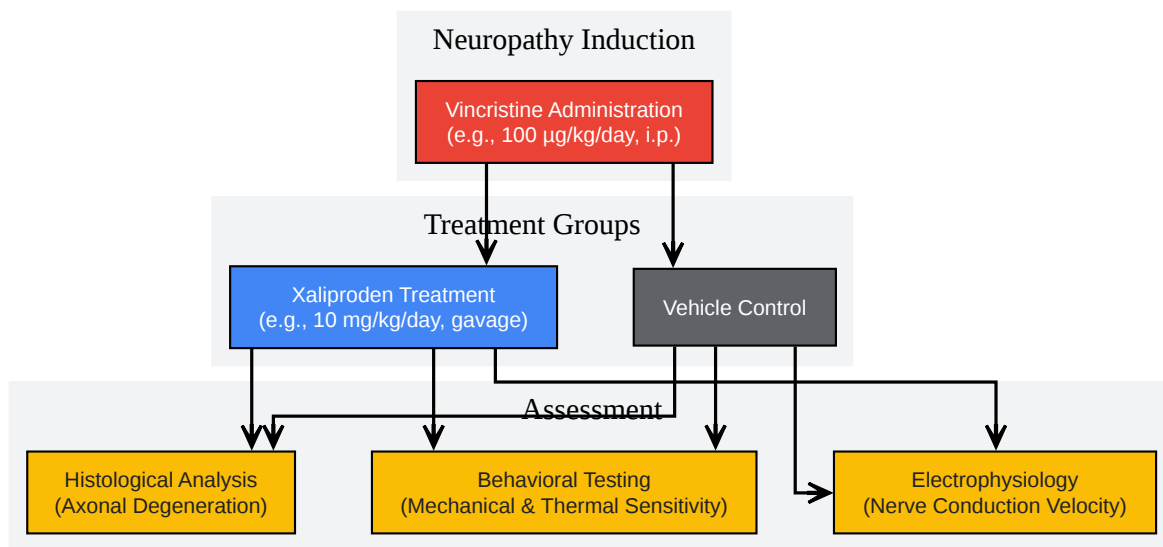 Neuropathy Induction
Vincristine Administration
(e.g., 100 µg/kg/day, i.p.)
Treatment Groups
Xaliproden Treatment
(e.g., 10 mg/kg/day, gavage)
Vehicle Control
Assessment
Histological Analysis
(Axonal Degeneration)
Behavioral Testing
(Mechanical & Thermal Sensitivity)
Electrophysiology
(Nerve Conduction Velocity)